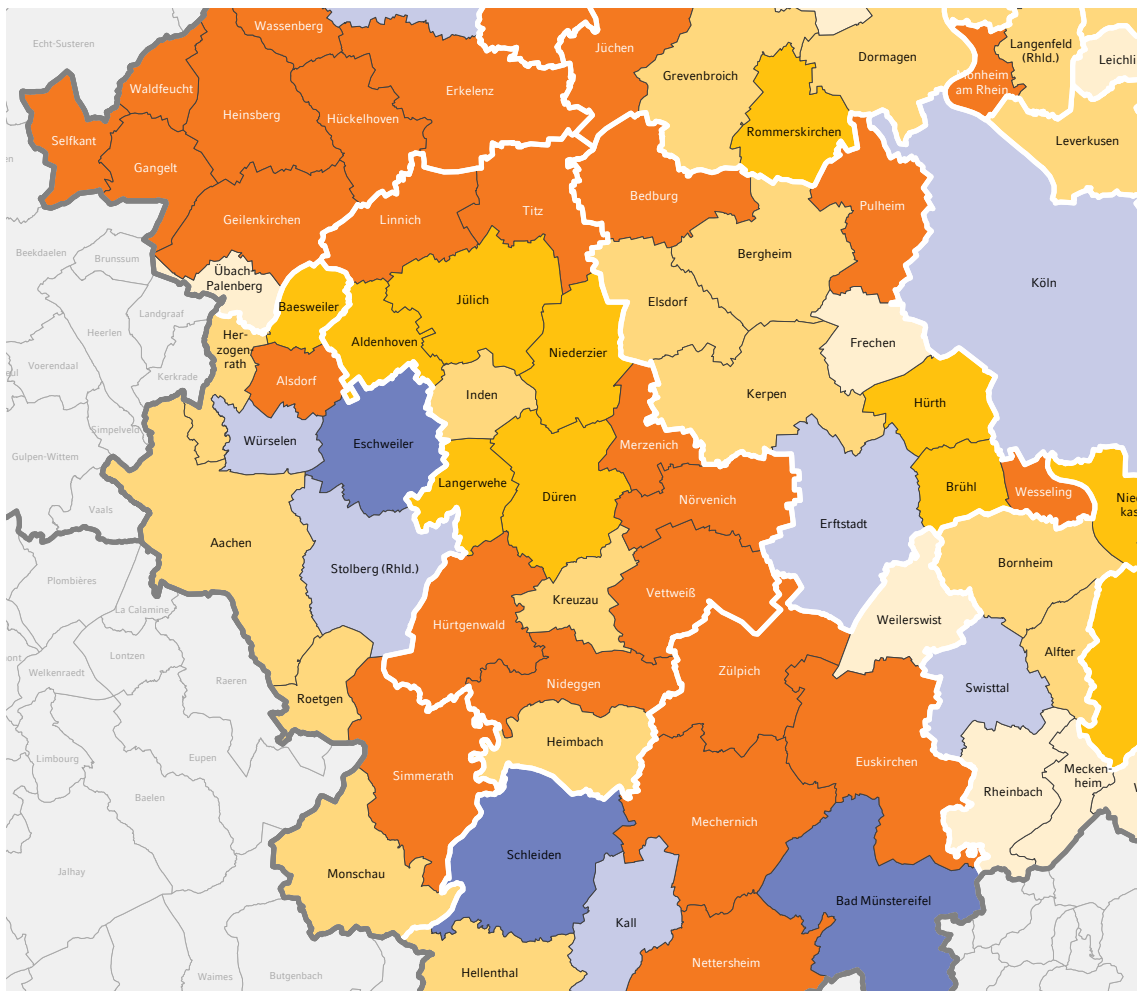 Wassenberg
Echt-Susteren
Jüchen
Grevenbroich
Dormagen
Langenfeld
(Rhld.)
Leichli
Monheim
am Rhein
Waldfeucht
Heinsberg
Hückelhoven
Erkelenz
Rommerskirchen
Leverkusen
Selfkant
Gangelt
Geilenkirchen
Linnich
Titz
Bedburg
Pulheim
Beekdaelen
Brunssum
Bergheim
Übach-
Palenberg
Köln
Baesweiler
Jülich
Elsdorf
Landgraaf
Heerlen
Her-
zogen-
rath
Aldenhoven
Niederzier
Frechen
Voerendaal
Kerkrade
Alsdorf
Inden
Kerpen
Hürth
Simpelveld
Gulpen-Wittem
Würselen
Eschweiler
Merzenich
Vaals
Langerwehe
Düren
Nörvenich
Brühl
Wesseling
Nied
kas
Aachen
Erftstadt
Stolberg (Rhld.)
Bornheim
Plombières
La Calamine
Kreuzau
Vettweiß
Hürtgenwald
Weilerswist
Lontzen
Welkenraedt
Raeren
Alfter
Roetgen
Nideggen
Zülpich
Swisttal
Limbourg
Eupen
Heimbach
Simmerath
Euskirchen
Mecken-
heim
Rheinbach
Baelen
Mechernich
Schleiden
Jalhay
Monschau
Bad Münstereifel
Kall
Waimes
Butgenbach
Hellenthal
Nettersheim